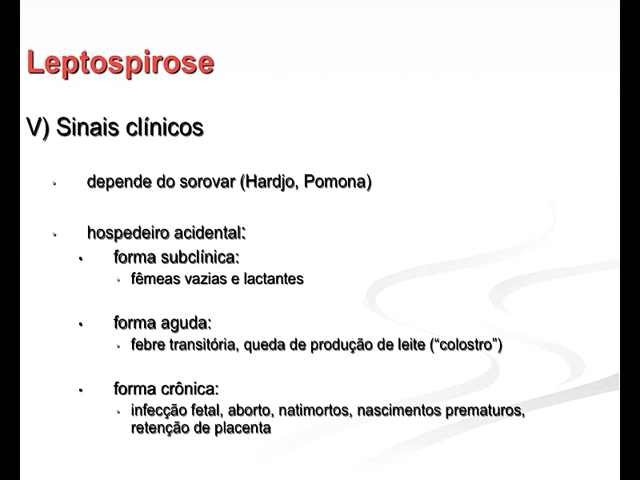 Leptospirose
V) Sinais clínicos
• depende do sorovar (Hardjo, Pomona)
• hospedeiro acidental:
• forma subclínica:
• fêmeas vazias e lactantes
• forma aguda:
• febre transitória, queda de produção de leite (“colostro”)
• forma crônica:
• infecção fetal, aborto, natimortos, nascimentos prematuros,
retenção de placenta